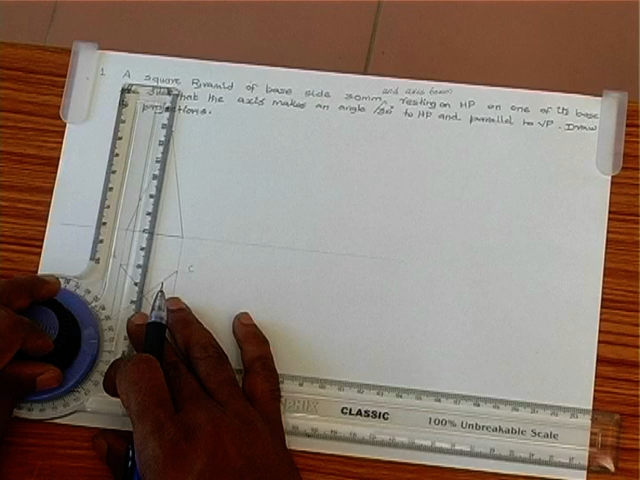 1. A square Pyramid of base side 30mm and axis 60mm resting on HP on one of its base
such that the axis makes an angle to HP and parallel to VP. Draw
projections.
C
CLASSIC
100% Unbreakable Scale